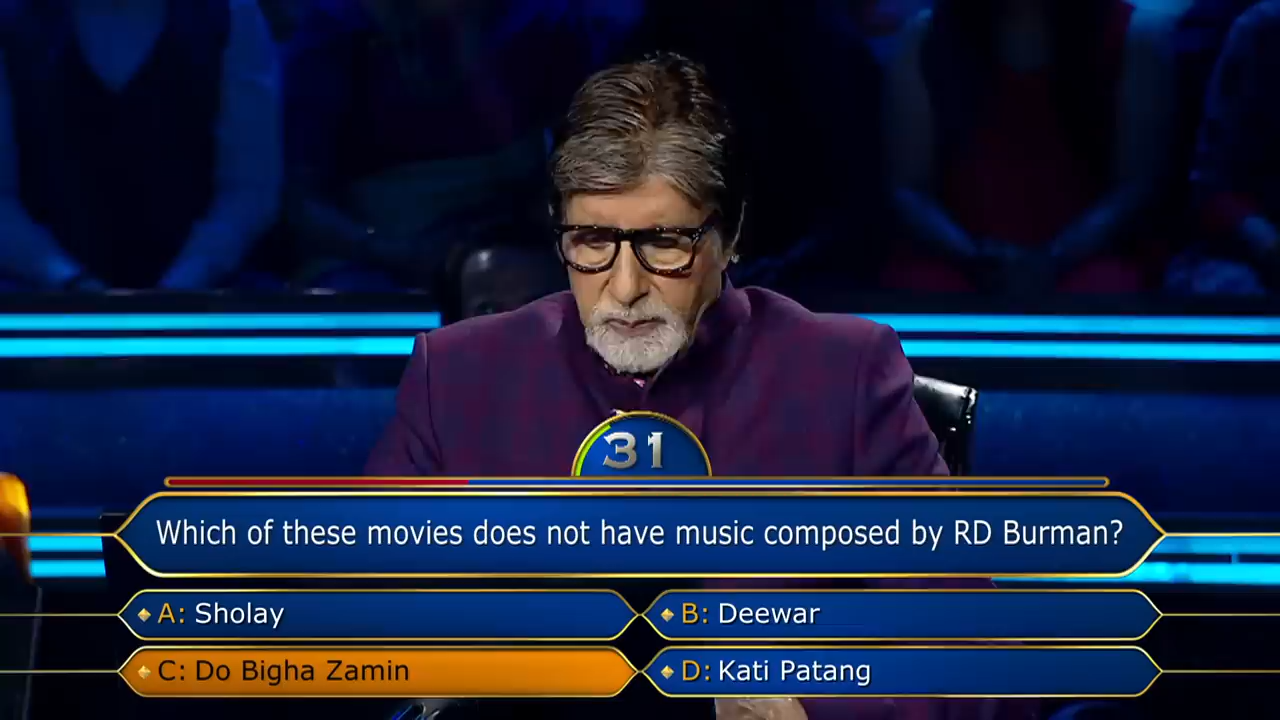 31
Which of these movies does not have music composed by RD Burman?
A: Sholay
B: Deewar
C: Do Bigha Zamin
D: Kati Patang